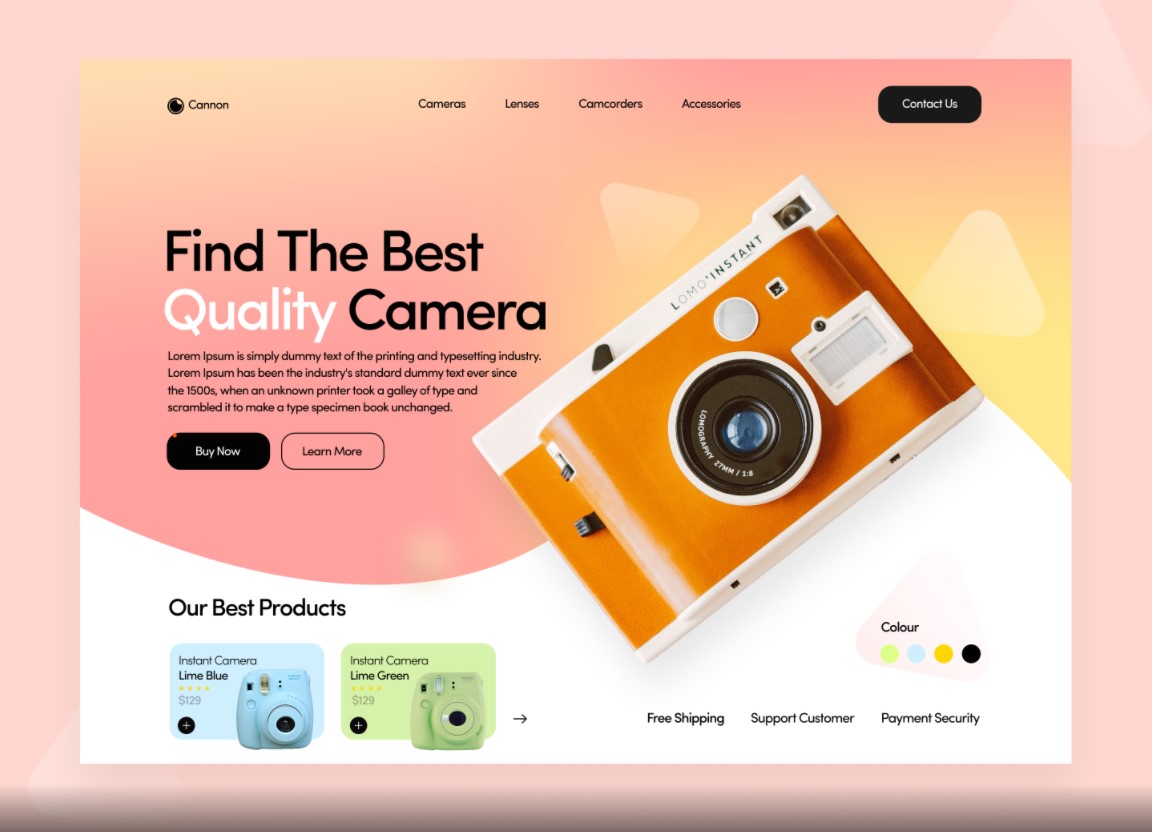 Cannon
Cameras
Lenses
Camcorders
Accessories
Contact Us
Find The Best
Quality Camera
Lorem Ipsum is simply dummy text of the printing and typesetting industry.
Lorem Ipsum has been the industry's standard dummy text ever since
the 1500s, when an unknown printer took a galley of type and
scrambled it to make a type specimen book unchanged.
Buy Now
Learn More
LOMO'INSTANT
LOMOGRAPHY 27MM / 1:8
Our Best Products
Instant Camera
Lime Blue
$129
Instant Camera
Lime Green
$129
Colour
Free Shipping
Support Customer
Payment Security